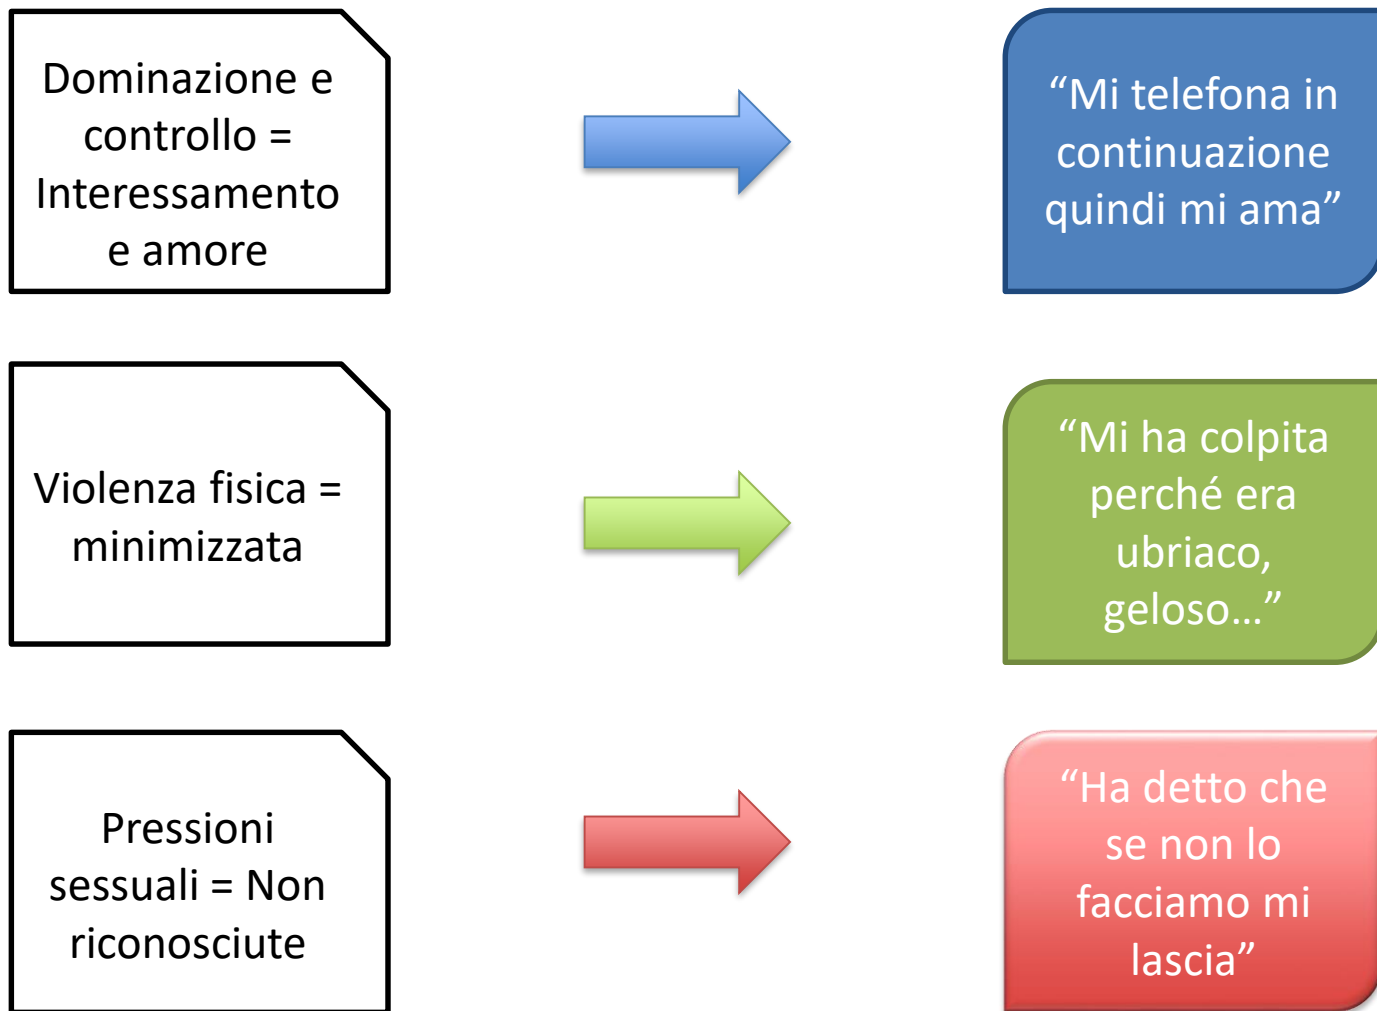 Dominazione e
controllo =
Interessamento
e amore
“Mi telefona in
continuazione
quindi mi ama”
Violenza fisica =
minimizzata
“Mi ha colpita
perché era
ubriaco,
geloso…”
Pressioni
sessuali = Non
riconosciute
“Ha detto che
se non lo
facciamo mi
lascia”